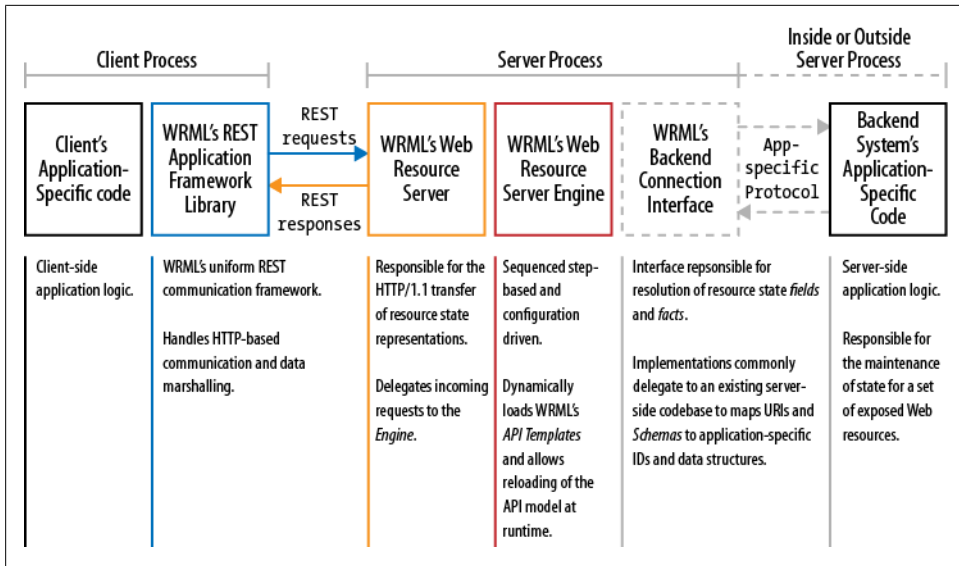 Inside or Outside
Client Process
Server Process
Server Process
Client's
Application-
Specific code
WRML's REST
Application
Framework
Library
REST
requests
REST
responses
WRML's Web
Resource
Server
WRML's Web
Resource
Server Engine
WRML's
Backend
Connection
Interface
App-
specific
Protocol
Backend
System's
Application-
Specific
Code
Client-side
application logic.
WRML's uniform REST
communication framework.
Handles HTTP-based
communication and data
marshalling.
Responsible for the
HTTP/1.1 transfer
of resource state
representations.
Delegates incoming
requests to the
Engine.
Sequenced step-
based and
configuration
driven.
Dynamically
loads WRML's
API Templates
and allows
reloading of the
API model at
runtime.
Interface repsonsible for
resolution of resource state fields
and facts.
Implementations commonly
delegate to an existing server-
side codebase to maps URIs and
Schemas to application-specific
IDs and data structures.
Server-side
application logic.
Responsible for
the maintenance
of state for a set
of exposed Web
resources.